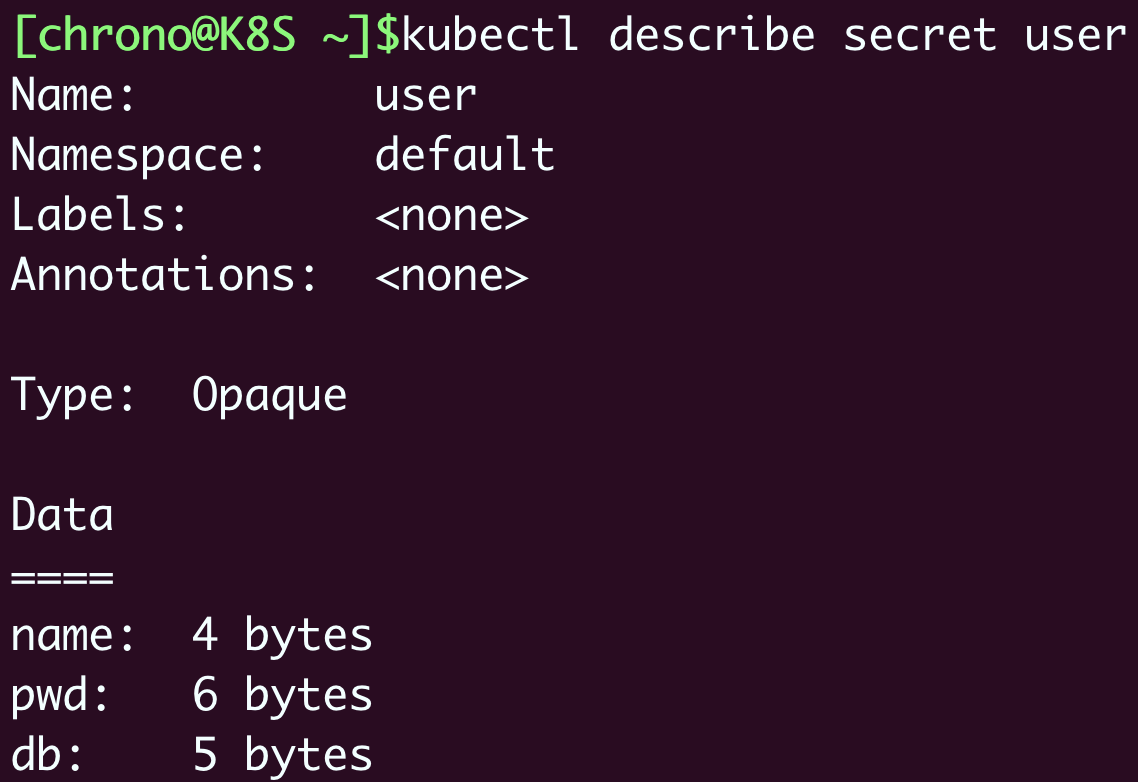 [chrono@K8S ~]$kubectl describe secret user
Name:         user
Namespace:    default
Labels:       <none>
Annotations:  <none>

Type:  Opaque

Data
====
name:  4 bytes
pwd:   6 bytes
db:    5 bytes